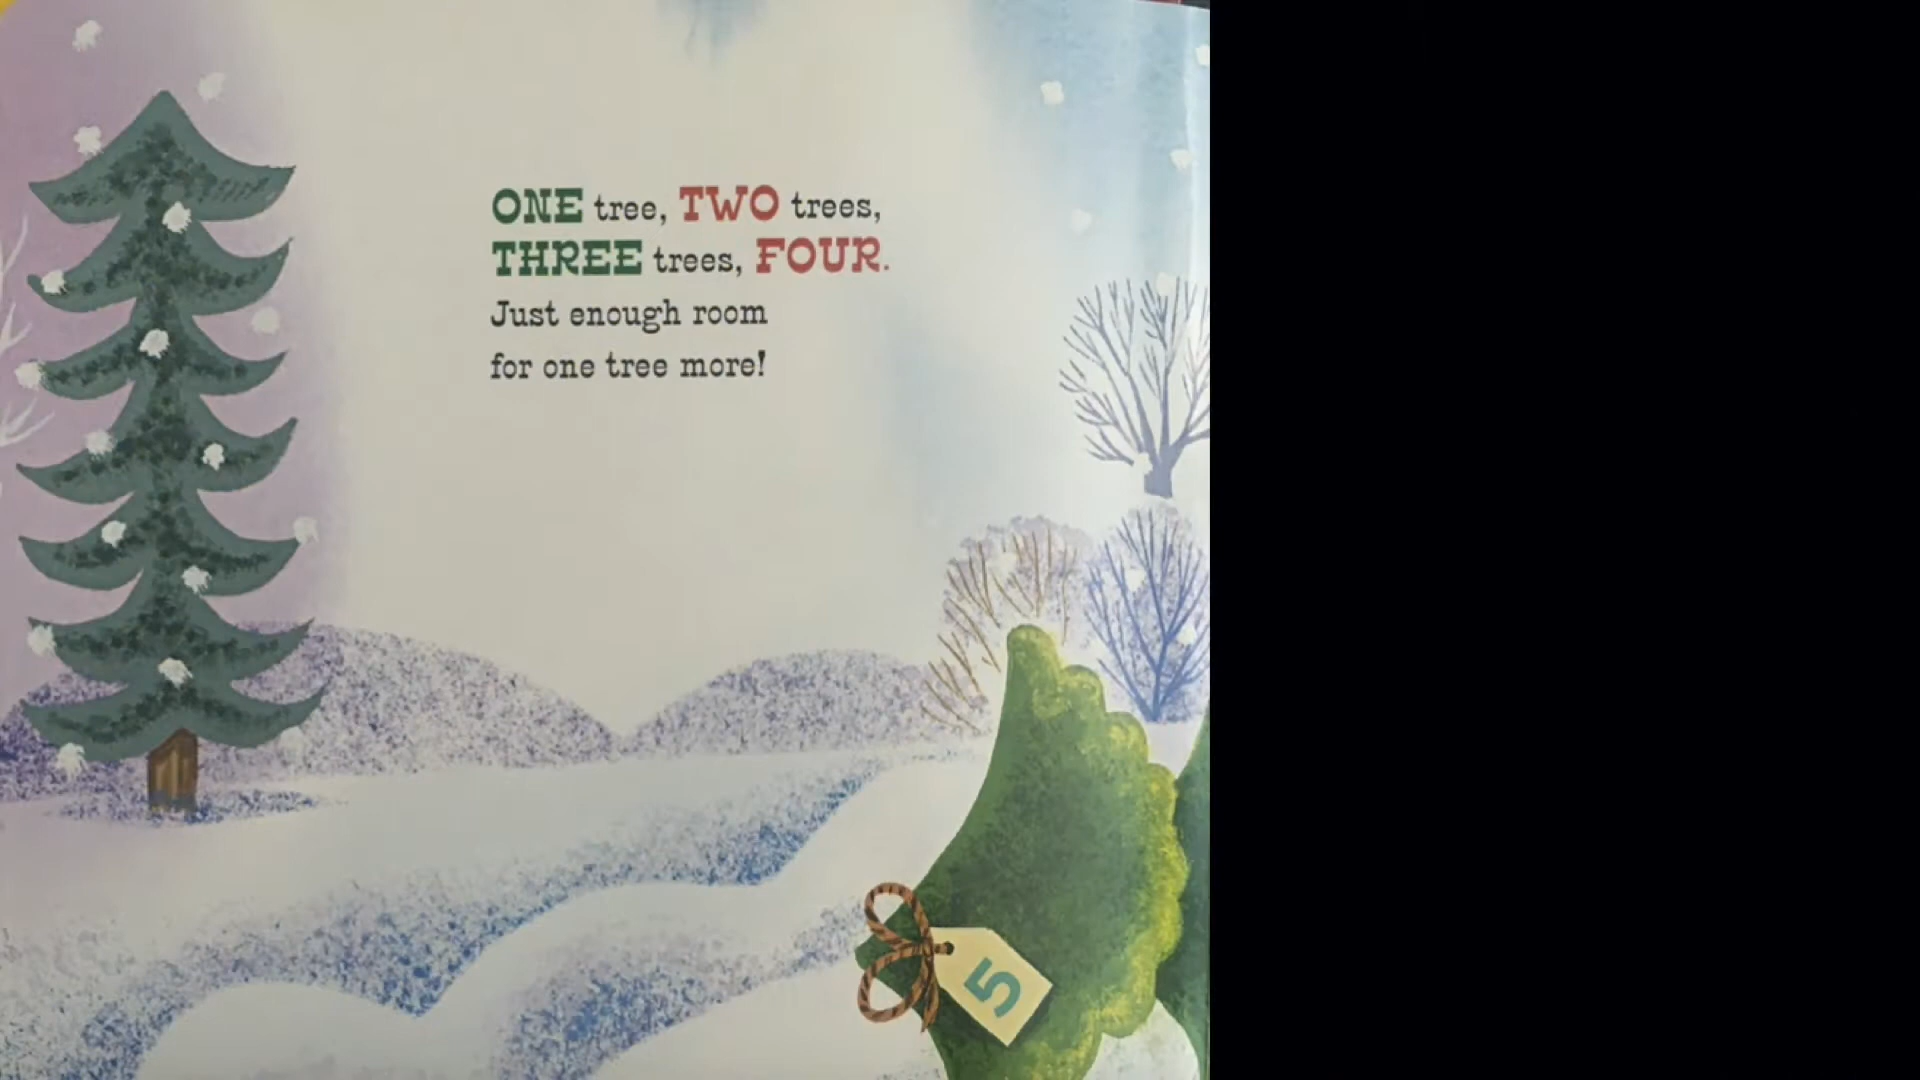 ONE tree, TWO trees,
THREE trees, FOUR.
Just enough room
for one tree more!
5